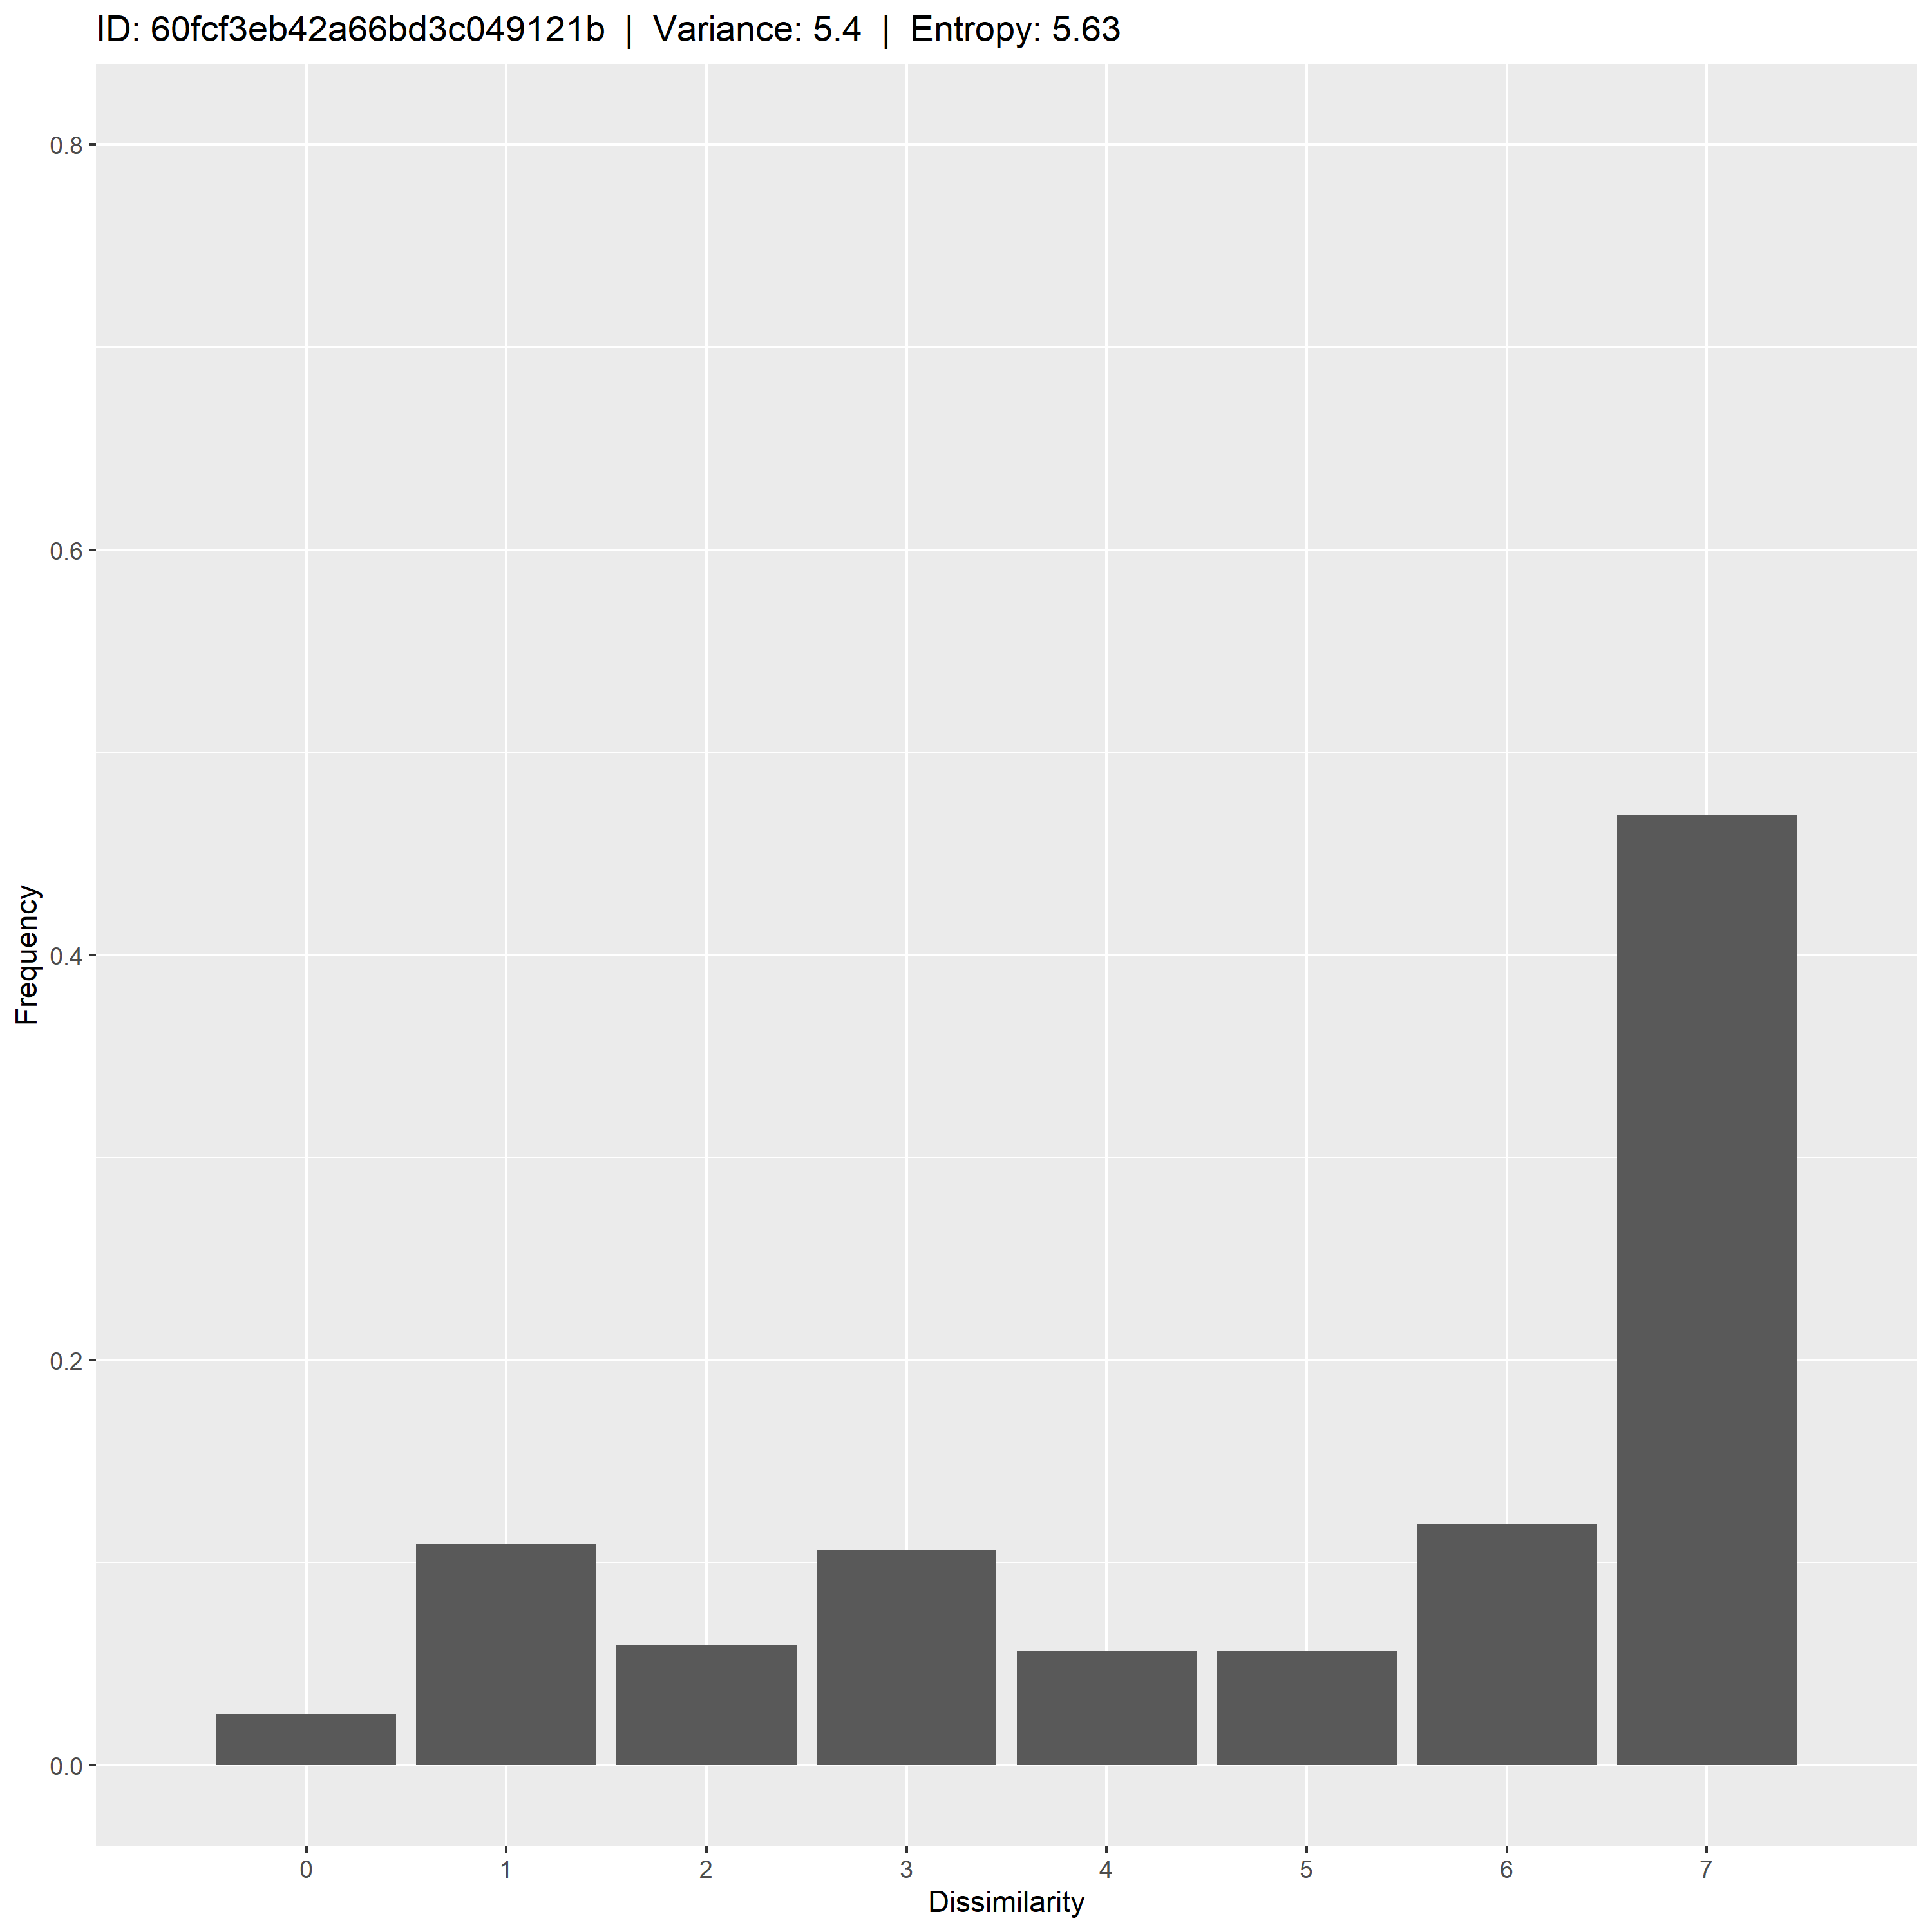 ID: 60fcf3eb42a66bd3c049121b | Variance: 5.4 | Entropy: 5.63
0.8
0.6
0.4
0.2
0.0
Frequency
0 1 2 3 4 5 6 7
Dissimilarity